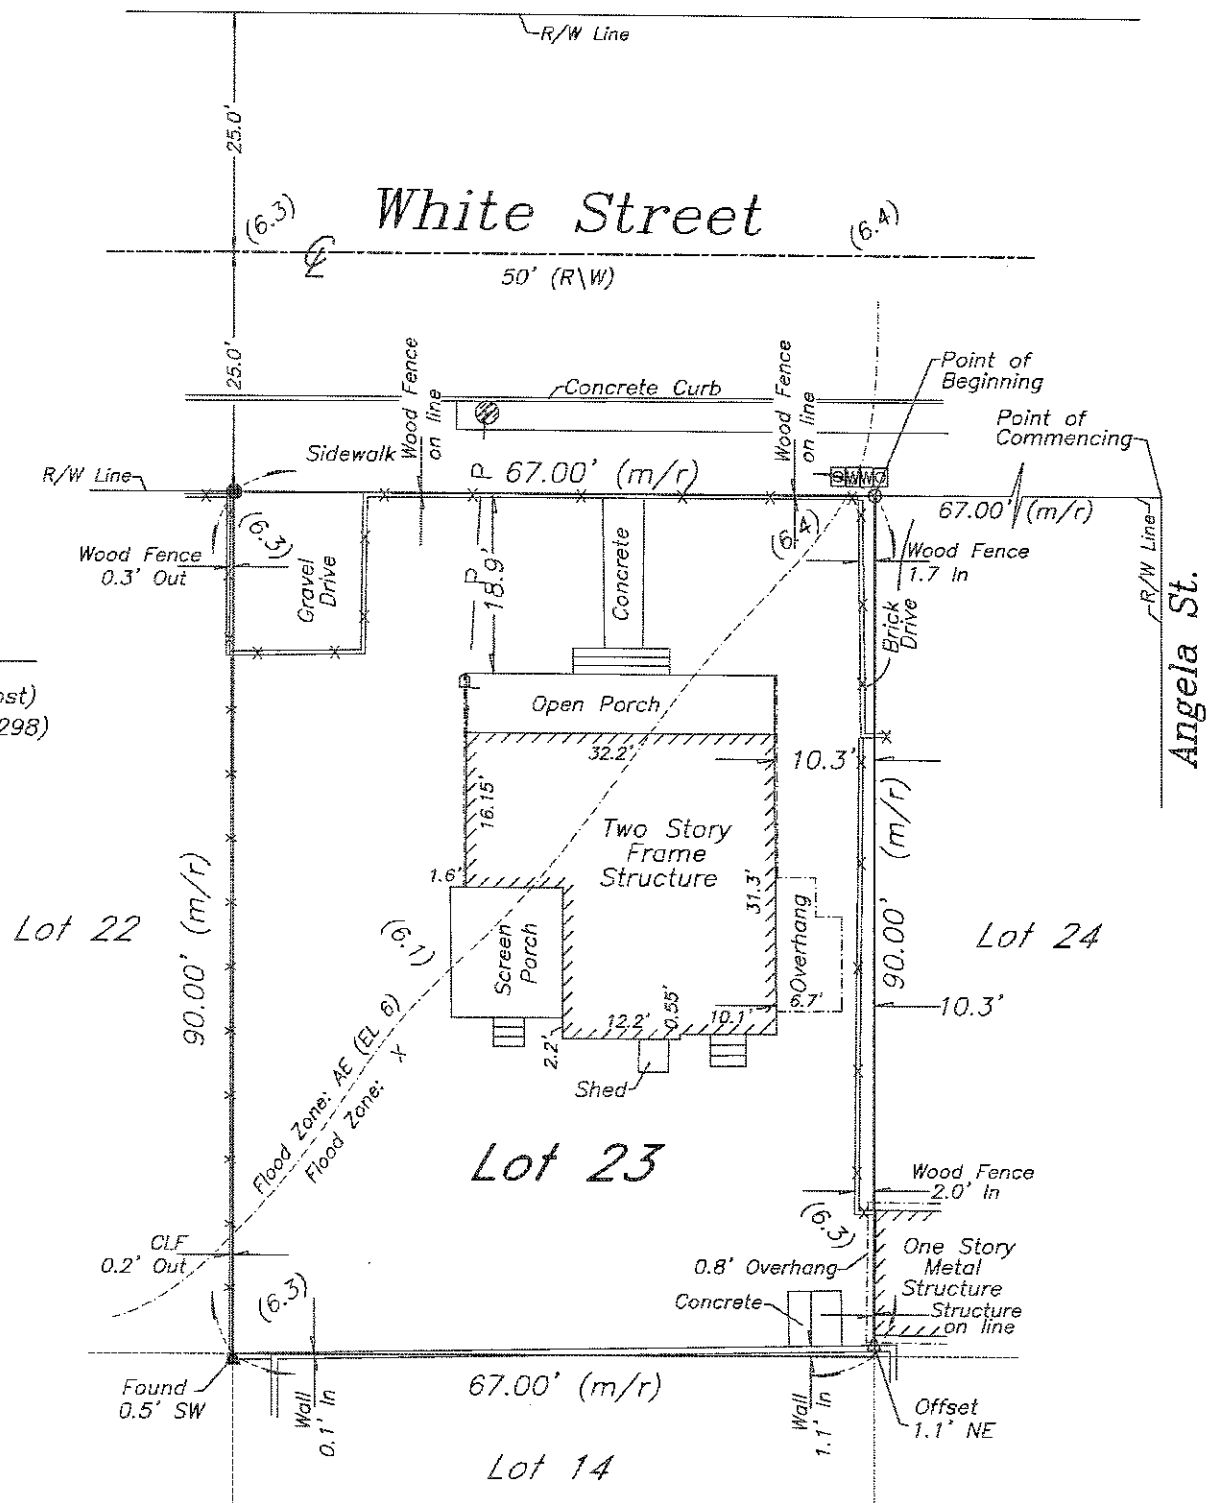 R/W Line
25.0'
(6.3)
White Street
(6.4)
50' (R\W)
25.0'
Wood Fence
on line
Concrete Curb
Wood Fence
on line
Point of
Beginning
Point of
Commencing
Sidewalk
R/W Line
P
67.00' (m/r)
67.00' (m/r)
(6.3)
(6.4)
Wood Fence
0.3' Out
Gravel
Drive
P
18.9'
Concrete
Wood Fence
1.7 In
R/W Line
Brick
Drive
Angela St.
ost)
298)
Open Porch
32.2'
10.3'
16.15'
Two Story
Frame
Structure
(m/r)
1.6'
31.3'
Lot 22
90.00' (m/r)
(6.1)
Screen
Porch
Overhang
90.00'
Lot 24
6.7'
10.3'
12.2'
0.55'
10.1'
2.2'
Shed
Flood Zone: AE (EL 6)
Flood Zone: X
Lot 23
Wood Fence
2.0' In
(6.3)
CLF
0.2' Out
0.8' Overhang
One Story
Metal
Structure
Structure
on line
(6.3)
Concrete
Found
0.5' SW
Wall
0.1' In
67.00' (m/r)
Wall
1.1' In
Offset
1.1' NE
Lot 14